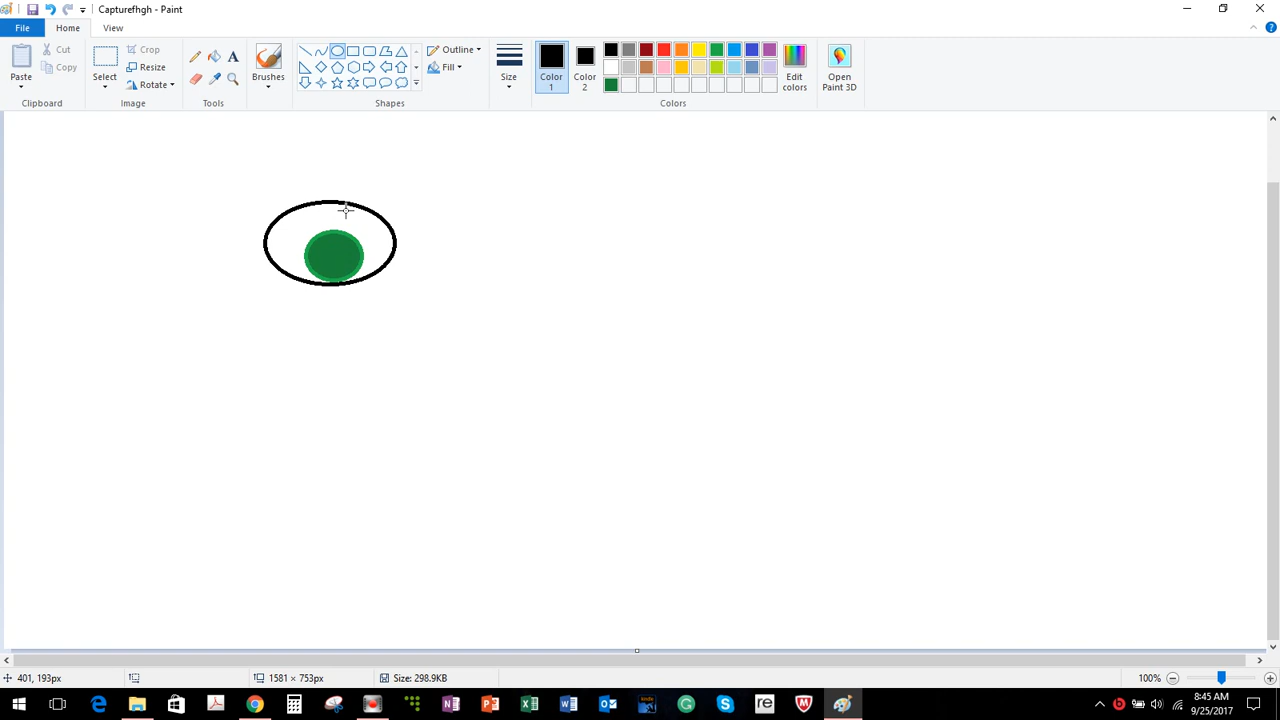 Capturefhgh - Paint
File Home View
Paste
Cut
Copy
Clipboard
Select
Crop
Resize
Rotate
Image
A
Tools
Brushes
Outline
Fill
Shapes
Size
Color 1
Color 2
Edit colors
Colors
Open Paint 3D
401, 193px
1581 × 753px
Size: 298.9KB
100%
8:45 AM
9/25/2017